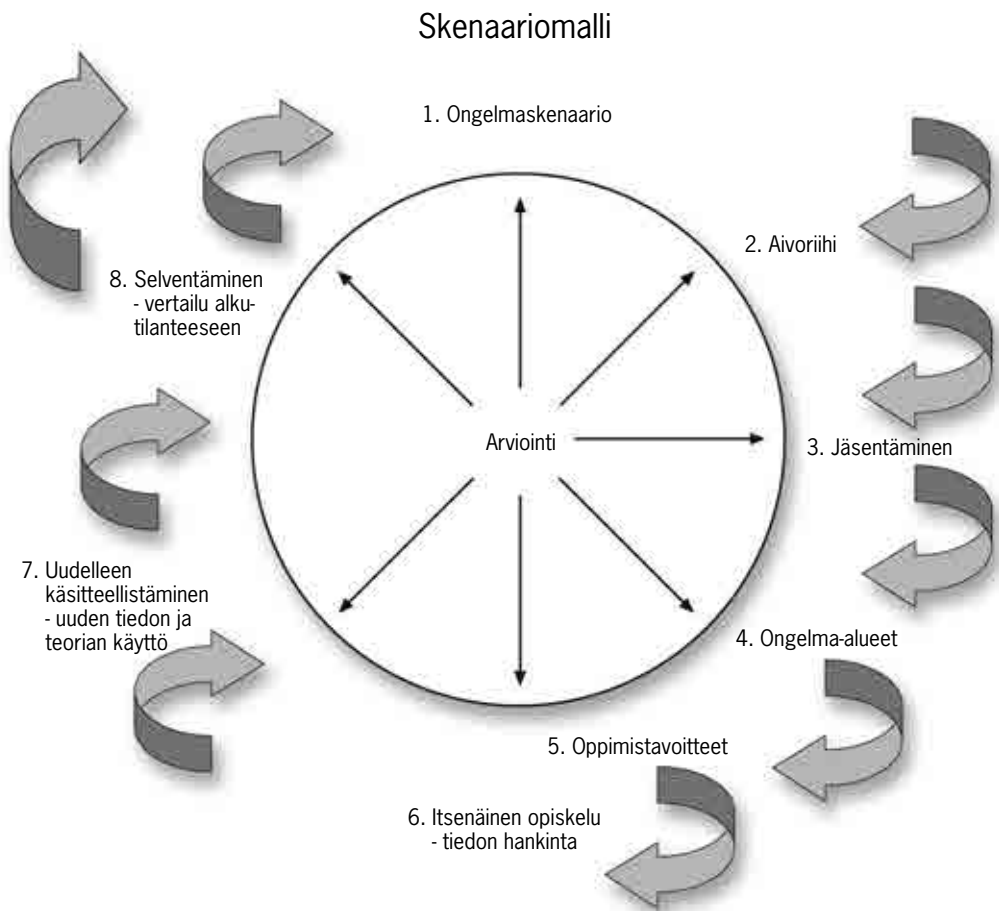 Skenaariomalli
1. Ongelmaskenaario
2. Aivoriihi
3. Jäsentäminen
4. Ongelma-alueet
5. Oppimistavoitteet
6. Itsenäinen opiskelu
- tiedon hankinta
7. Uudelleen
käsitteellistäminen
- uuden tiedon ja
teorian käyttö
8. Selventäminen
- vertailu alku-
tilanteeseen
Arviointi